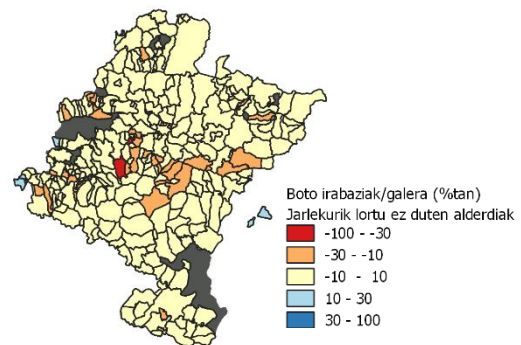 Boto irabaziak/galera (%tan)
Jarlekurik lortu ez duten alderdiak
-100 - -30
-30 - -10
-10 - 10
10 - 30
30 - 100